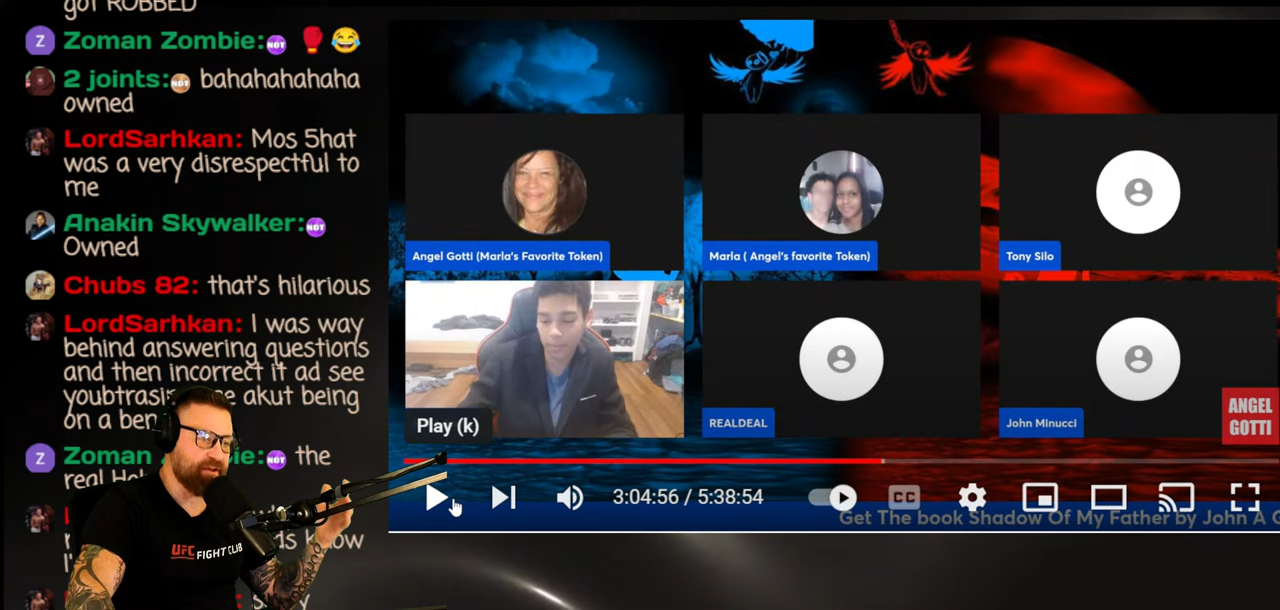 got ROBBED
Zoman Zombie:
2 joints: bahahahahaha
owned
LordSarhkan: Mos 5hat
was a very disrespectful to
me
Anakin Skywalker:
Owned
Chubs 82: that's hilarious
LordSarhkan: I was way
behind answering questions
and then incorrect it ad see
akut being
on a
Zoman the
real
Angel Gotti (Marla's Favorite Token)
Marla ( Angel's favorite Token)
Tony Silo
Play (k)
REALDEAL
John Minucci
ANGEL
GOTTI
3:04:56 / 5:38:54
CC
Get The book Shadow Of My Father by John A
UFC FIGHT CLUB